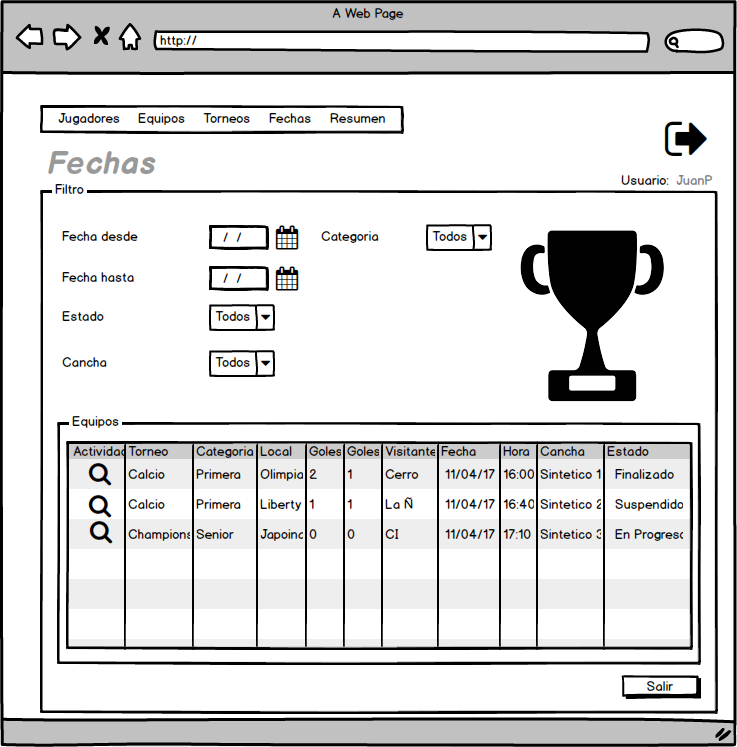 A Web Page
http://
Jugadores Equipos Torneos Fechas Resumen
Fechas
Usuario: JuanP
Filtro
Fecha desde / / Categoria Todos
Fecha hasta / /
Estado Todos
Cancha Todos
Equipos
Actividad Torneo Categoria Local Goles Goles Visitante Fecha Hora Cancha Estado
Calcio Primera Olimpia 2 1 Cerro 11/04/17 16:00 Sintetico 1 Finalizado
Calcio Primera Liberty 1 1 La Ñ 11/04/17 16:40 Sintetico 2 Suspendido
Champions Senior Japoinc 0 0 CI 11/04/17 17:10 Sintetico 3 En Progreso
Salir